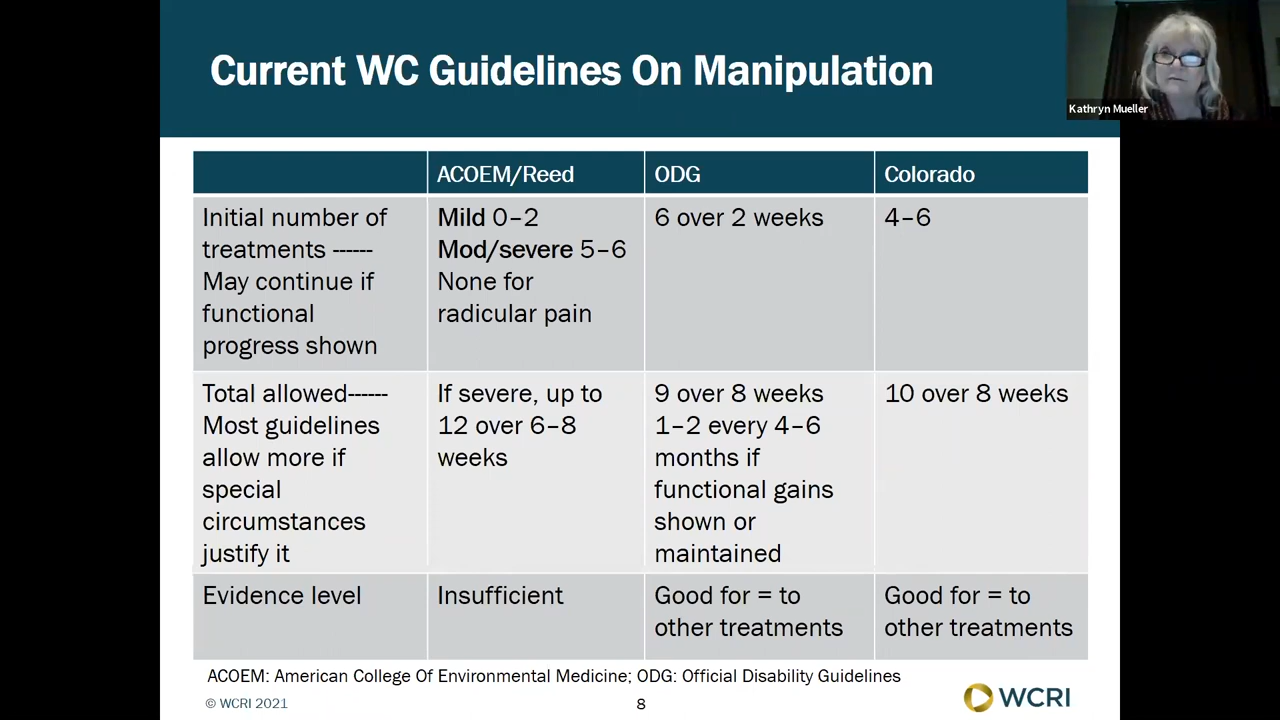 Current WC Guidelines On Manipulation
Kathryn Mueller
ACOEM/Reed
ODG
Colorado
Initial number of
treatments ------
May continue if
functional
progress shown
Mild 0–2
Mod/severe 5–6
None for
radicular pain
6 over 2 weeks
4–6
Total allowed------
Most guidelines
allow more if
special
circumstances
justify it
If severe, up to
12 over 6–8
weeks
9 over 8 weeks
1–2 every 4–6
months if
functional gains
shown or
maintained
10 over 8 weeks
Evidence level
Insufficient
Good for = to
other treatments
Good for = to
other treatments
ACOEM: American College Of Environmental Medicine; ODG: Official Disability Guidelines
© WCRI 2021
8
WCRI